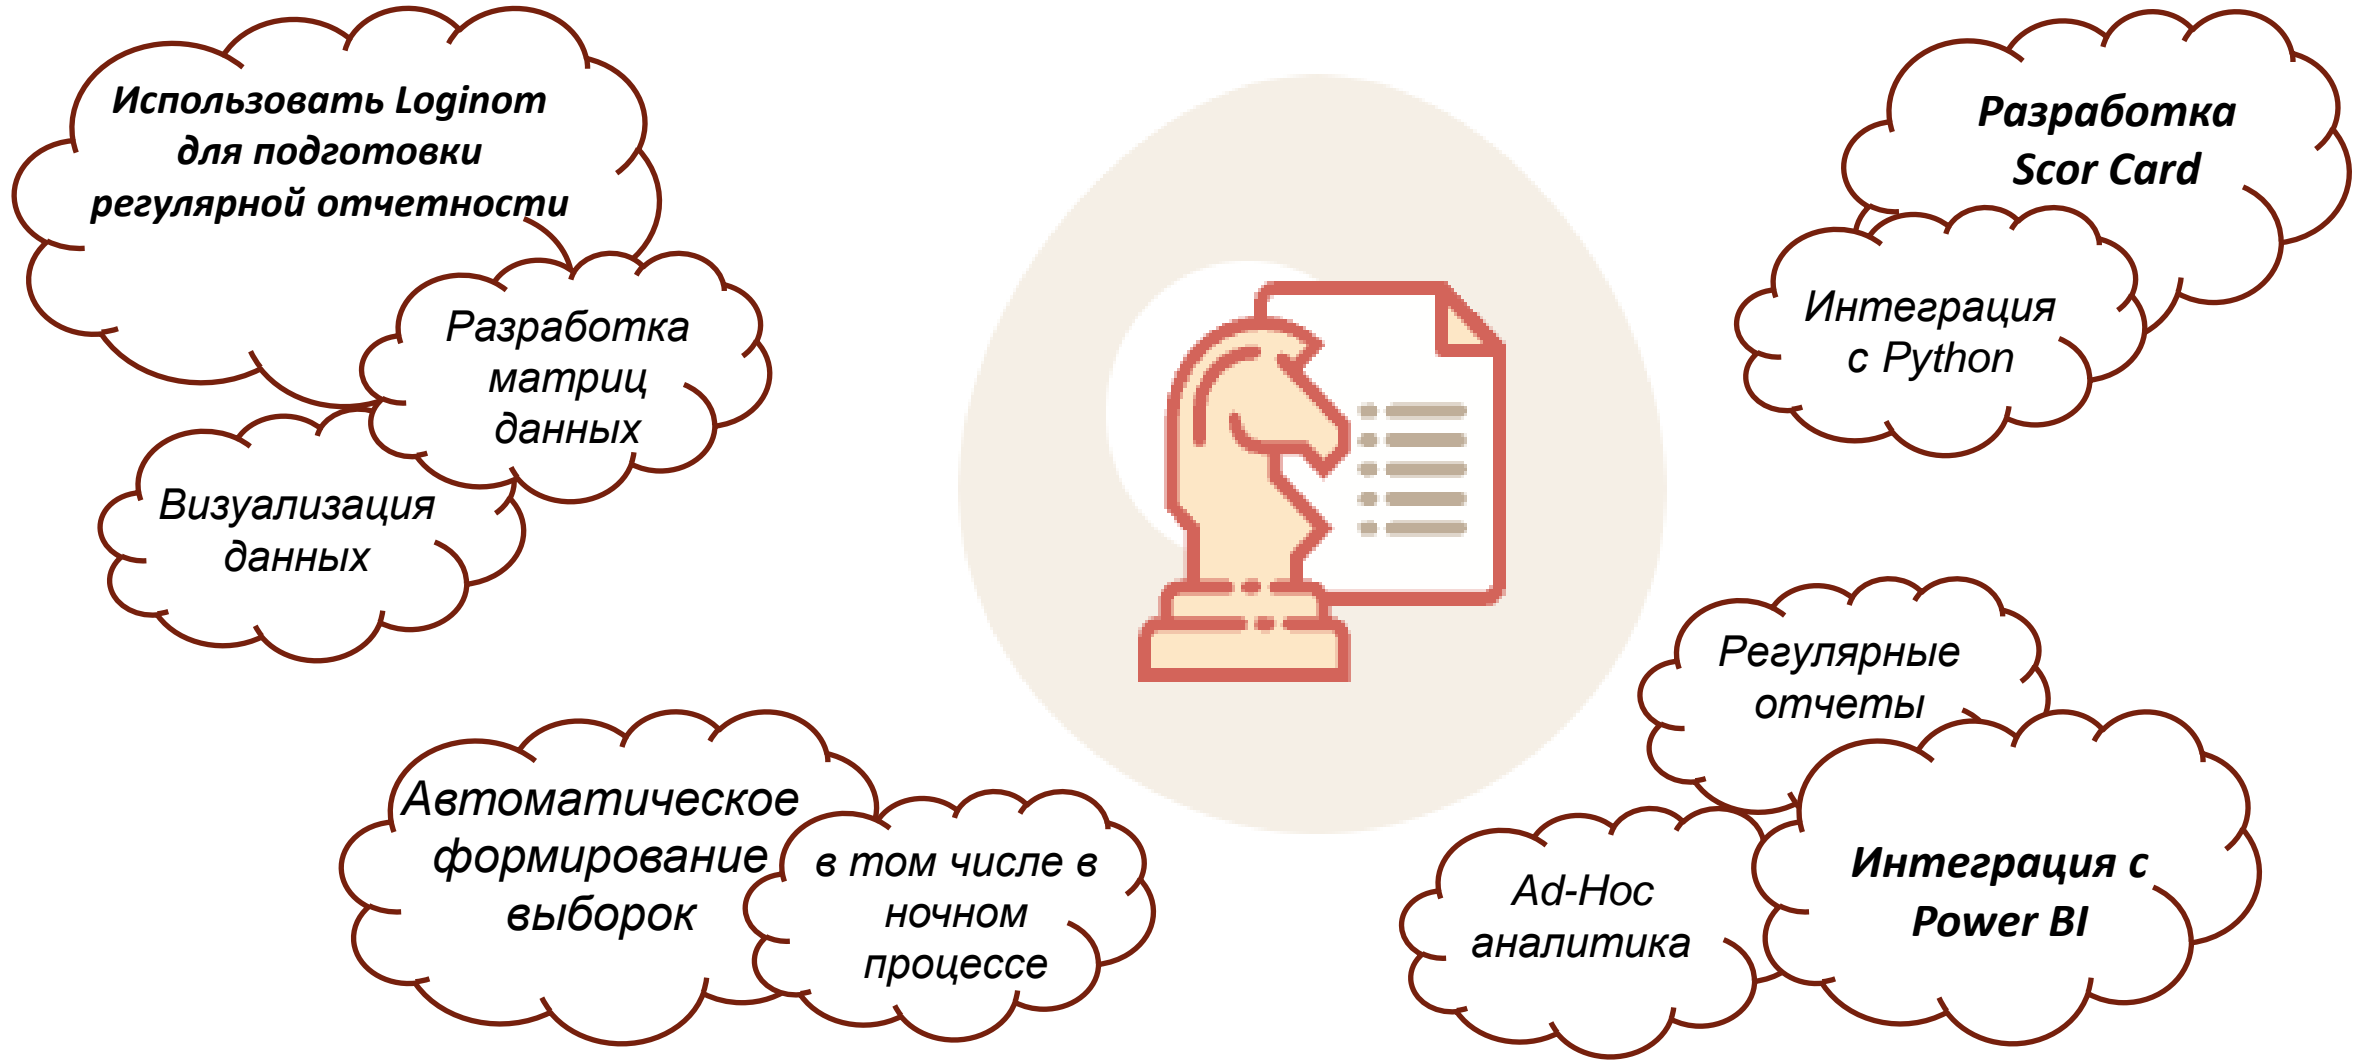 Использовать Loginom
для подготовки
регулярной отчетности
Разработка
матриц
данных
Визуализация
данных
Разработка
Scor Card
Интеграция
с Python
Автоматическое
формирование
выборок
в том числе в
ночном
процессе
Регулярные
отчеты
Ad-Hoc
аналитика
Интеграция с
Power BI